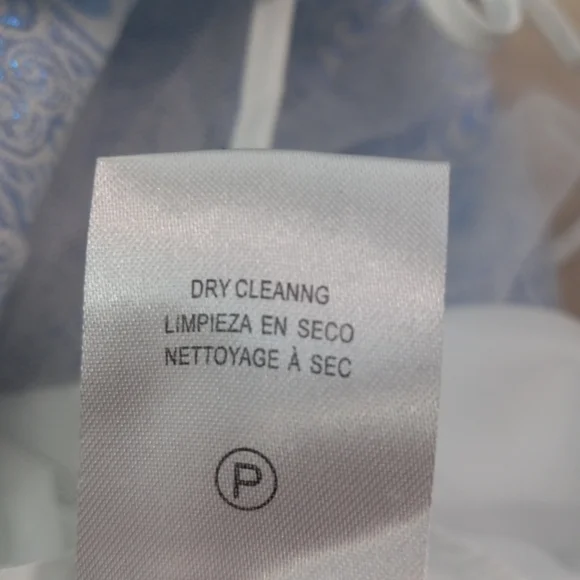 DRY CLEANNG
LIMPIEZA EN SECO
NETTOYAGE À SEC
P